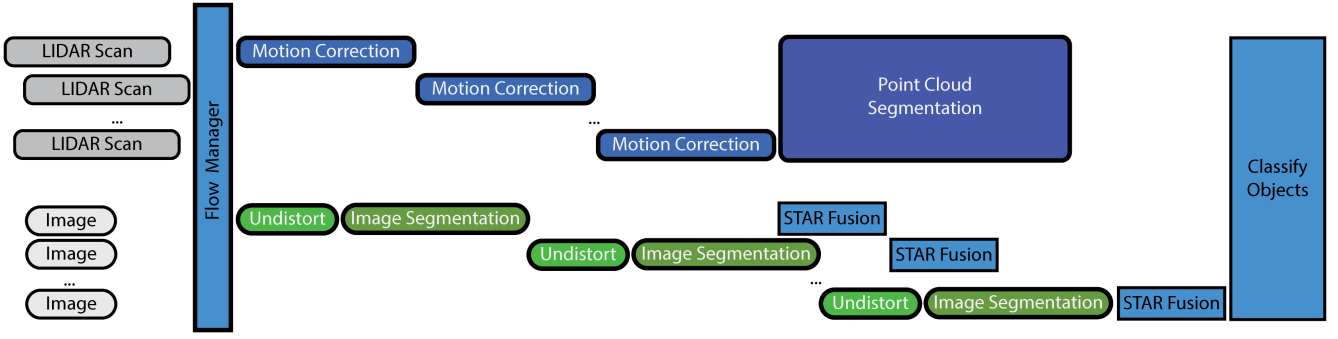 LIDAR Scan
LIDAR Scan
...
LIDAR Scan
Image
Image
...
Image
Flow Manager
Motion Correction
Motion Correction
...
Motion Correction
Point Cloud
Segmentation
Undistort
Image Segmentation
STAR Fusion
Undistort
Image Segmentation
STAR Fusion
...
Undistort
Image Segmentation
STAR Fusion
Classify
Objects